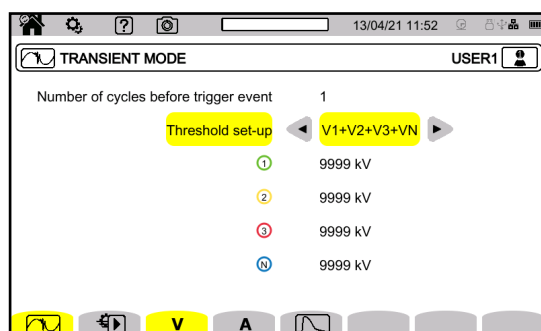 13/04/21 11:52
TRANSIENT MODE USER1
Number of cycles before trigger event 1
Threshold set-up V1+V2+V3+VN
1 9999 kV
2 9999 kV
3 9999 kV
N 9999 kV
V A